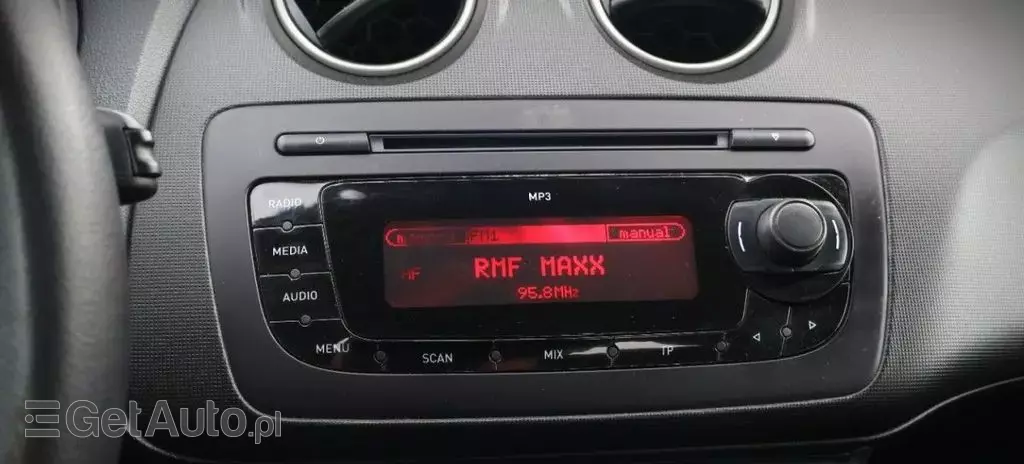 MP3
RADIO
FM1 manual
MEDIA
RMF MAXX
AUDIO
95.8MHz
MENU SCAN MIX TP
GetAuto.pl